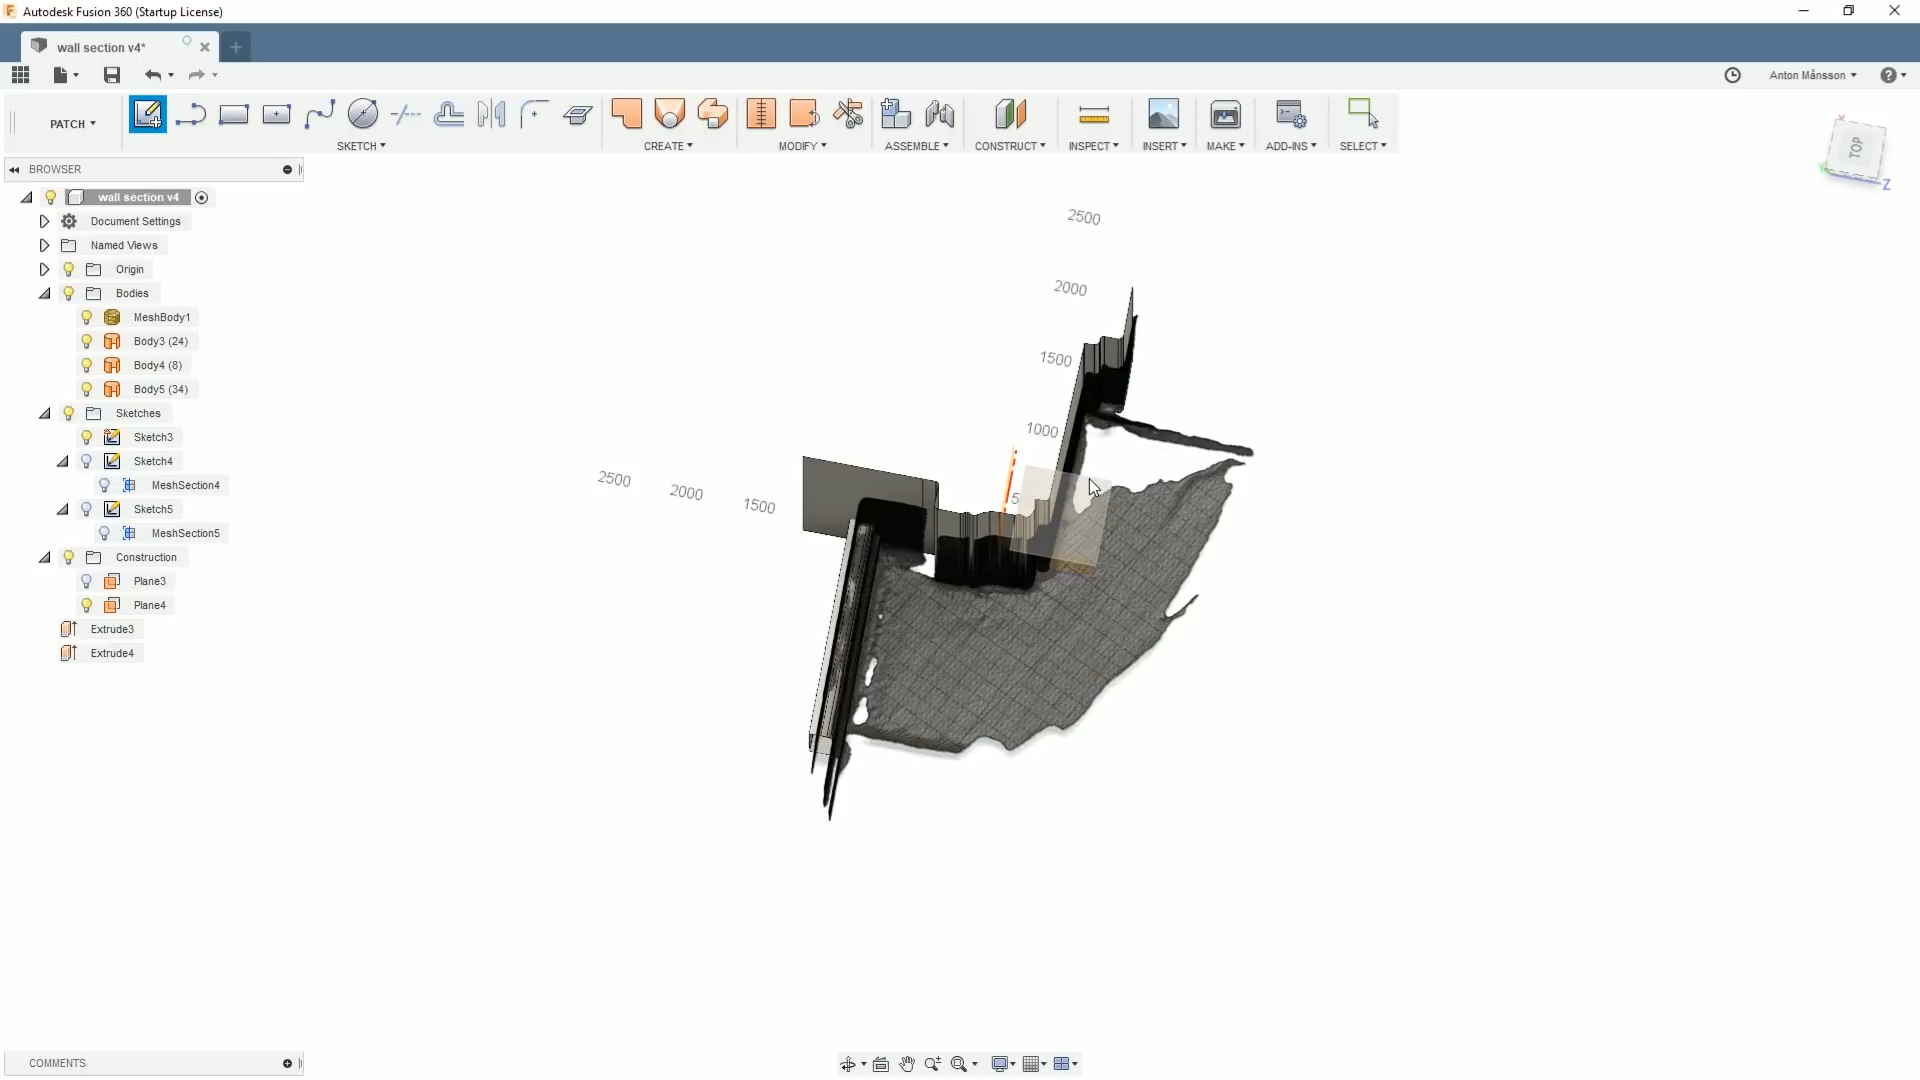 Autodesk Fusion 360 (Startup License)
wall section v4*
Anton Månsson
PATCH
SKETCH
CREATE
MODIFY
ASSEMBLE
CONSTRUCT
INSPECT
INSERT
MAKE
ADD-INS
SELECT
BROWSER
wall section v4
Document Settings
Named Views
Origin
Bodies
MeshBody1
Body3 (24)
Body4 (8)
Body5 (34)
Sketches
Sketch3
Sketch4
MeshSection4
Sketch5
MeshSection5
Construction
Plane3
Plane4
Extrude3
Extrude4
TOP
X
Y
Z
2500
2000
1500
1000
5
2500
2000
1500
COMMENTS